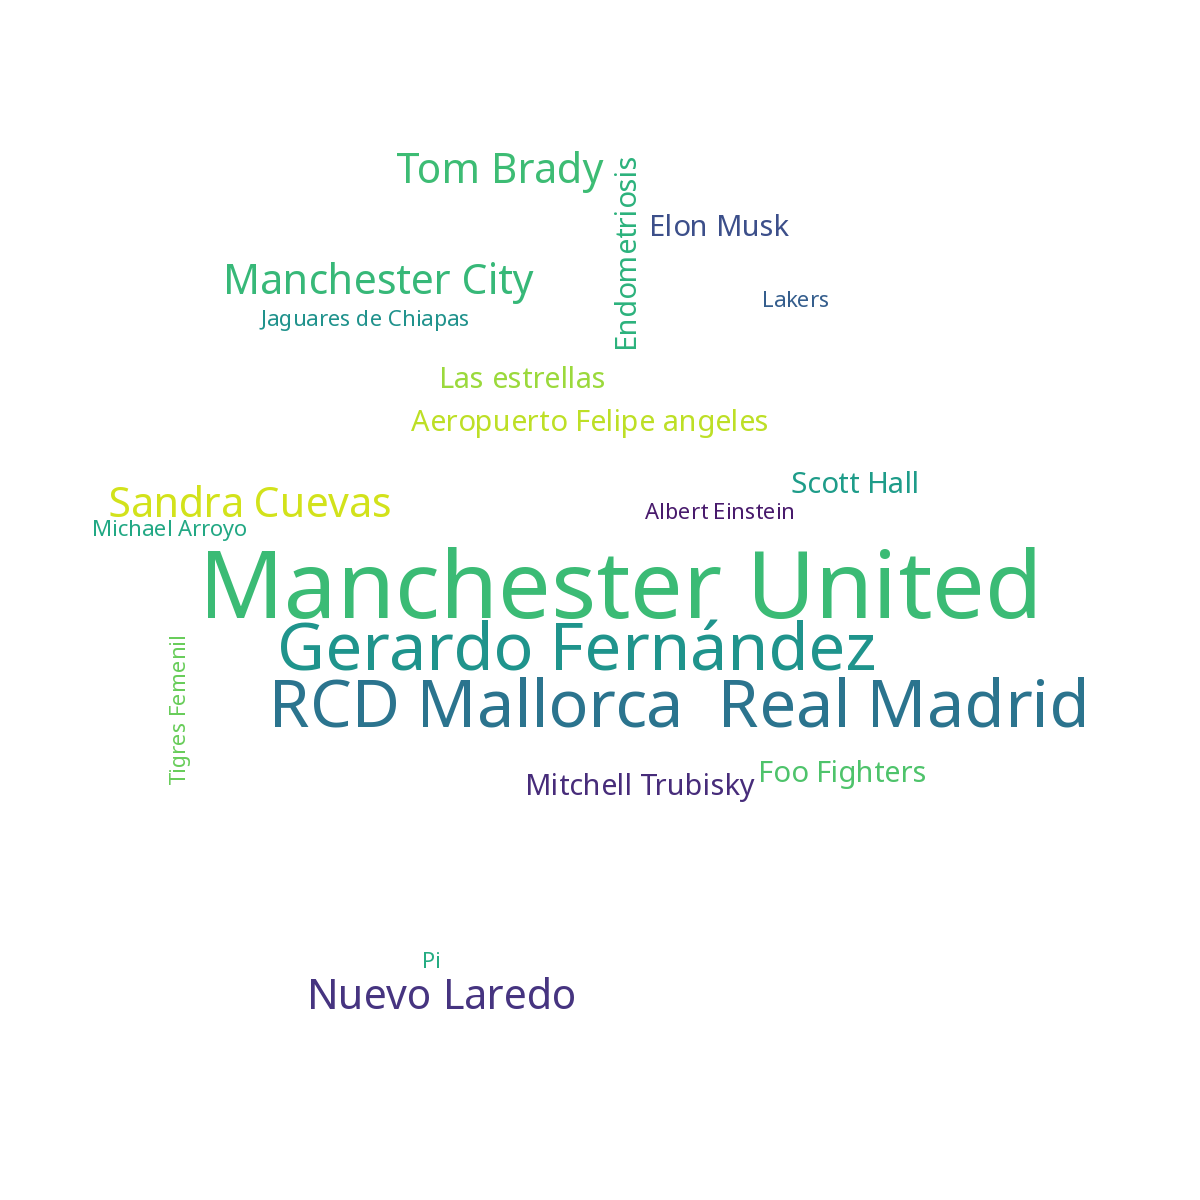 Tom Brady
Endometriosis
Elon Musk
Manchester City
Lakers
Jaguares de Chiapas
Las estrellas
Aeropuerto Felipe angeles
Scott Hall
Sandra Cuevas
Albert Einstein
Michael Arroyo
Manchester United
Gerardo Fernández
Tigres Femenil
RCD Mallorca  Real Madrid
Foo Fighters
Mitchell Trubisky
Pi
Nuevo Laredo